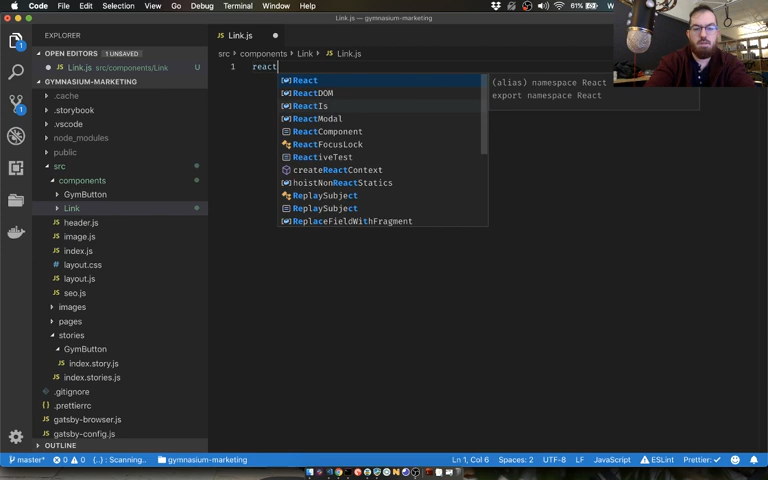 Code File Edit Selection View Go Debug Terminal Window Help
61%
Link.js — gymnasium-marketing
EXPLORER
OPEN EDITORS 1 UNSAVED
Link.js src/components/Link U
GYMNASIUM-MARKETING
.cache
.storybook
.vscode
node_modules
public
src
components
GymButton
Link
header.js
image.js
index.js
layout.css
layout.js
seo.js
images
pages
stories
GymButton
index.story.js
index.stories.js
.gitignore
.prettierrc
gatsby-browser.js
gatsby-config.js
OUTLINE
Link.js
src › components › Link › Link.js
1 react
React
ReactDOM
ReactIs
ReactModal
ReactComponent
ReactFocusLock
ReactiveTest
createReactContext
hoistNonReactStatics
ReplaySubject
ReplaySubject
ReplaceFieldWithFragment
(alias) namespace React
export namespace React
master* 0 0 {..} : Scanning.. gymnasium-marketing Ln 1, Col 6 Spaces: 2 UTF-8 LF JavaScript ESLint Prettier: ✓